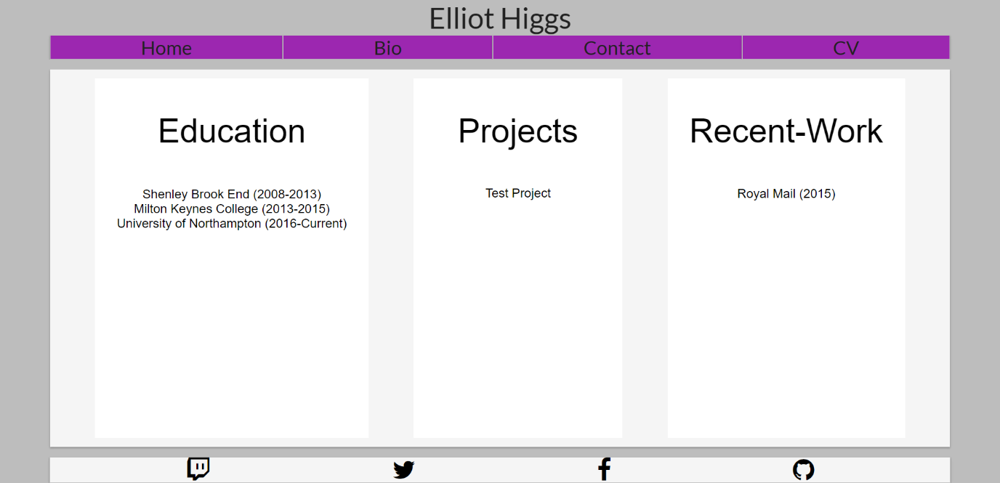 Elliot Higgs
Home
Bio
Contact
CV
Education
Shenley Brook End (2008-2013)
Milton Keynes College (2013-2015)
University of Northampton (2016-Current)
Projects
Test Project
Recent-Work
Royal Mail (2015)